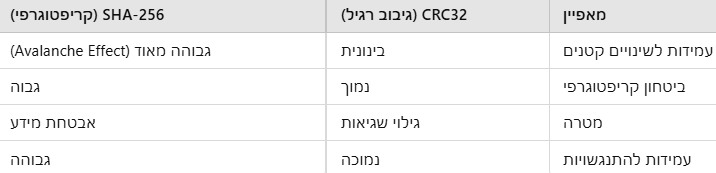 מאפיין CRC32 (גיבוב רגיל) SHA-256 (קריפטוגרפי)
עמידות לשינויים קטנים בינונית גבוהה מאוד (Avalanche Effect)
ביטחון קריפטוגרפי נמוך גבוה
מטרה גילוי שגיאות אבטחת מידע
עמידות להתנגשויות נמוכה גבוהה